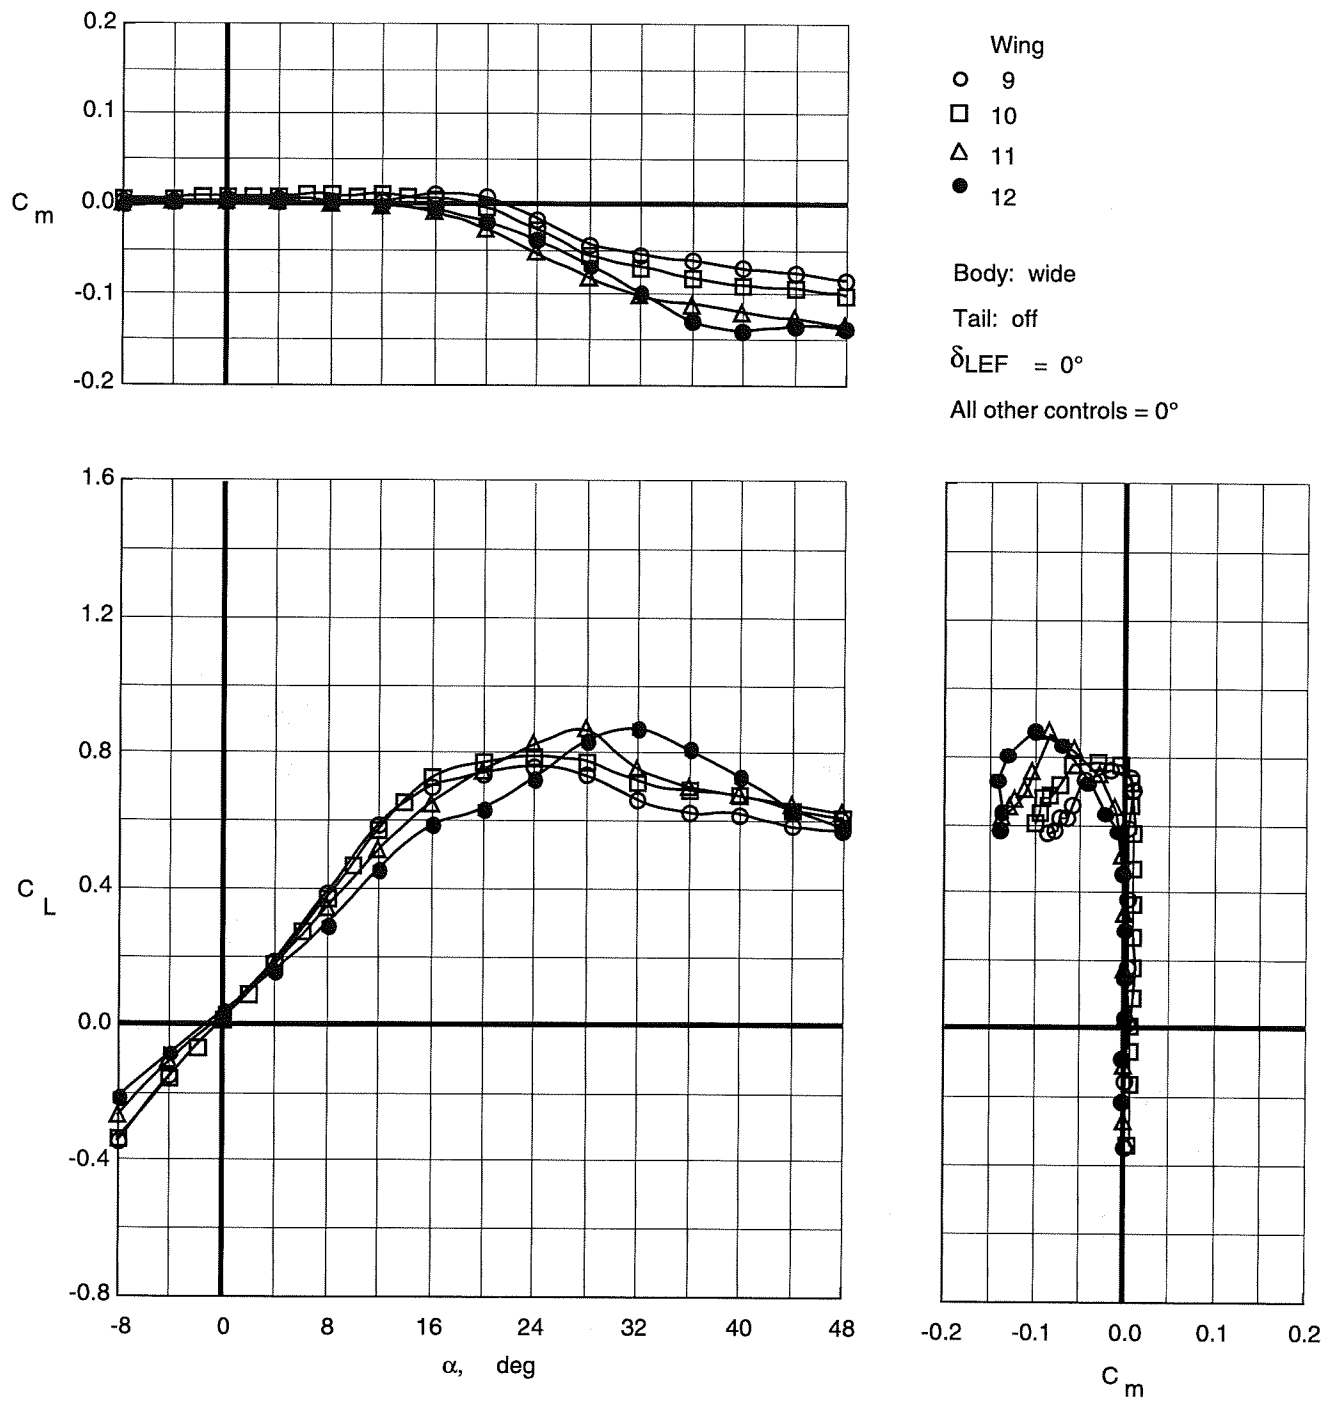 0.2
0.1
0.0
-0.1
-0.2
C m
Wing
9
10
11
12
Body: wide
Tail: off
δLEF = 0°
All other controls = 0°
1.6
1.2
0.8
0.4
0.0
-0.4
-0.8
C L
-8 0 8 16 24 32 40 48
α, deg
-0.2 -0.1 0.0 0.1 0.2
C m